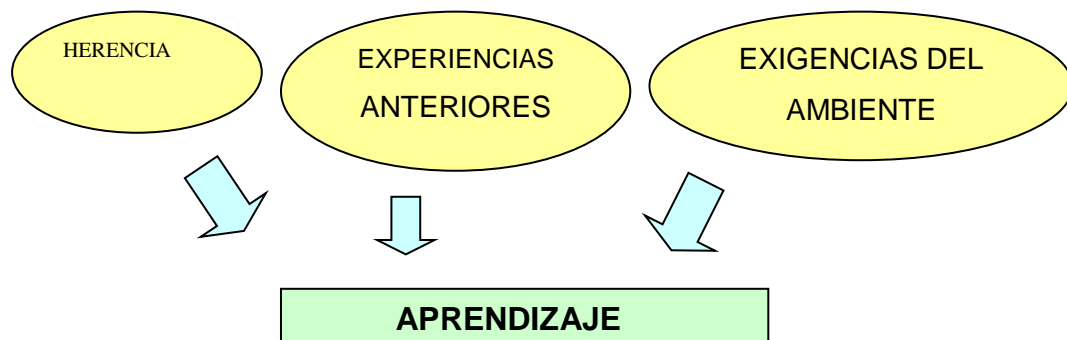 HERENCIA
EXPERIENCIAS
ANTERIORES
EXIGENCIAS DEL
AMBIENTE
APRENDIZAJE